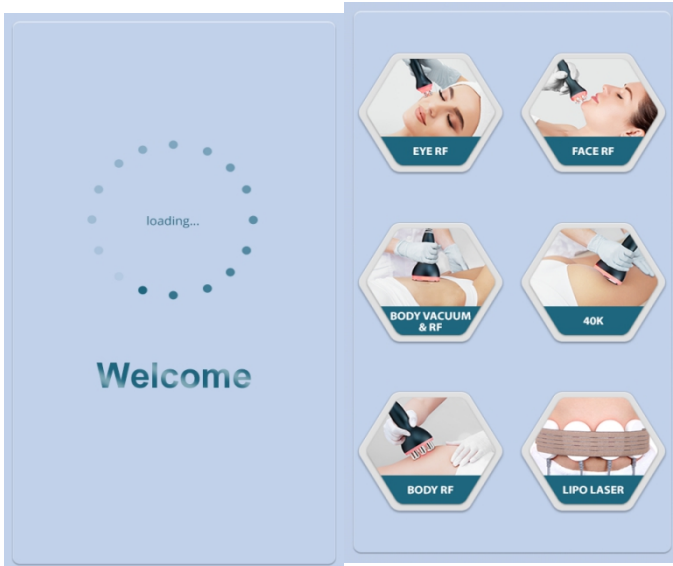 loading...
Welcome
EYE RF
FACE RF
BODY VACUUM
& RF
40K
BODY RF
LIPO LASER